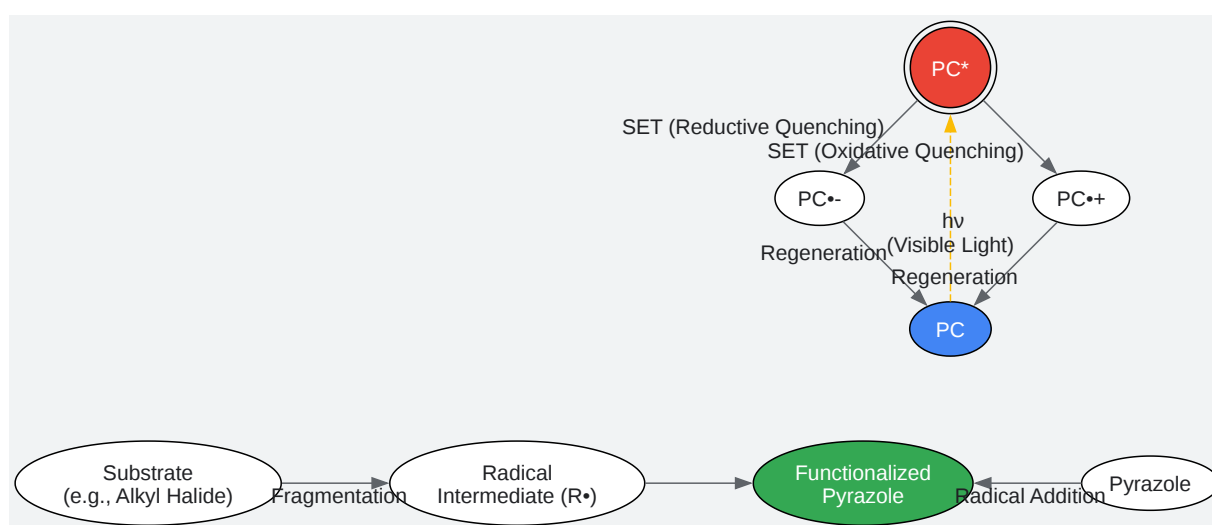 PC*
SET (Reductive Quenching)
SET (Oxidative Quenching)
PC•-
PC•+
hν
(Visible Light)
Regeneration
Regeneration
PC
Substrate
(e.g., Alkyl Halide)
Fragmentation
Radical
Intermediate (R•)
Functionalized
Pyrazole
Radical Addition
Pyrazole